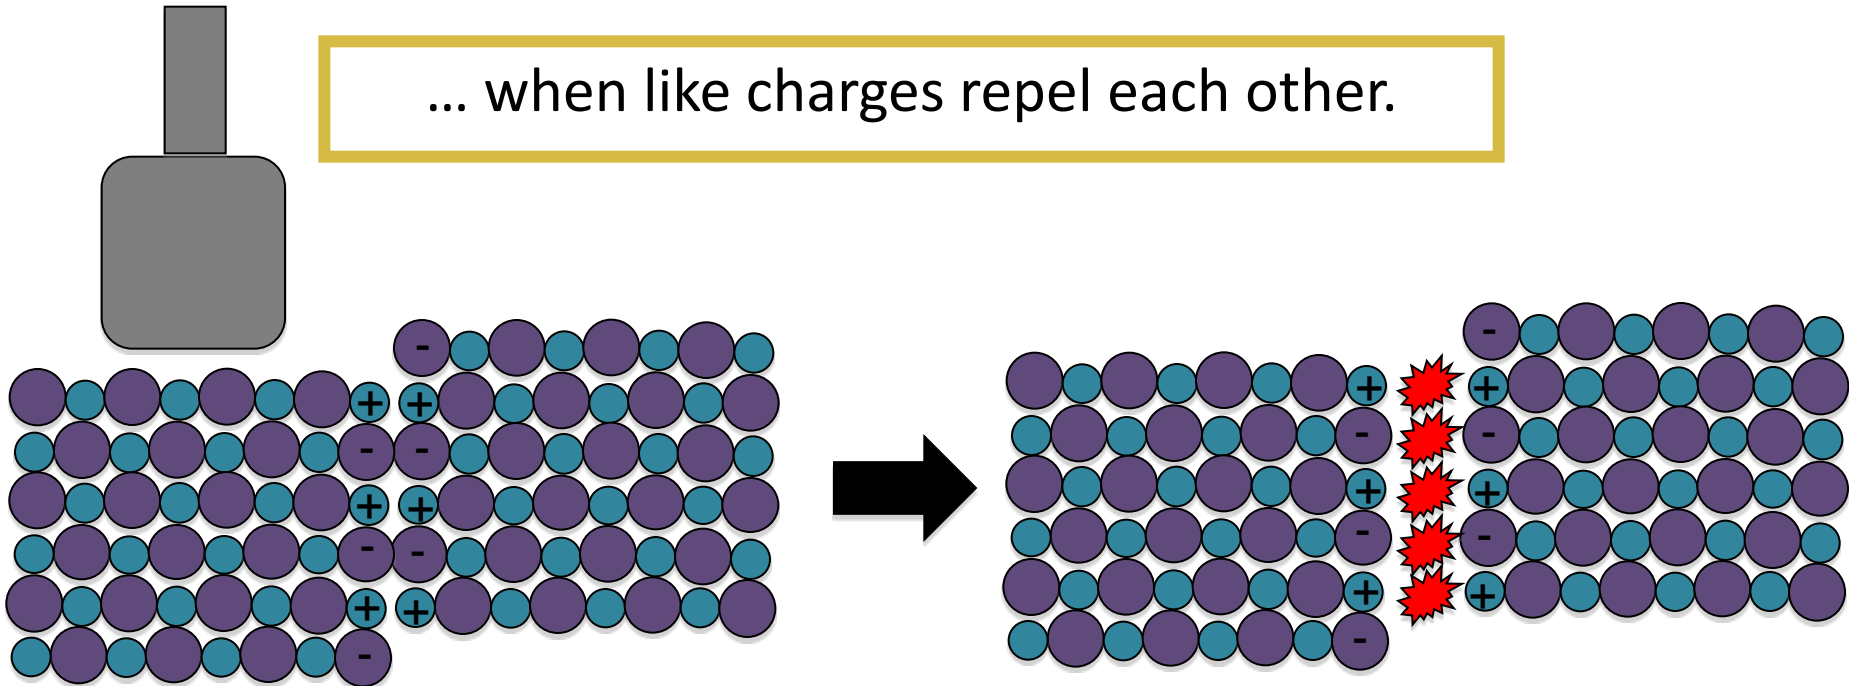 ... when like charges repel each other.
-
+ + + +
- - - -
+ + + +
- - - -
+ + + +
- -